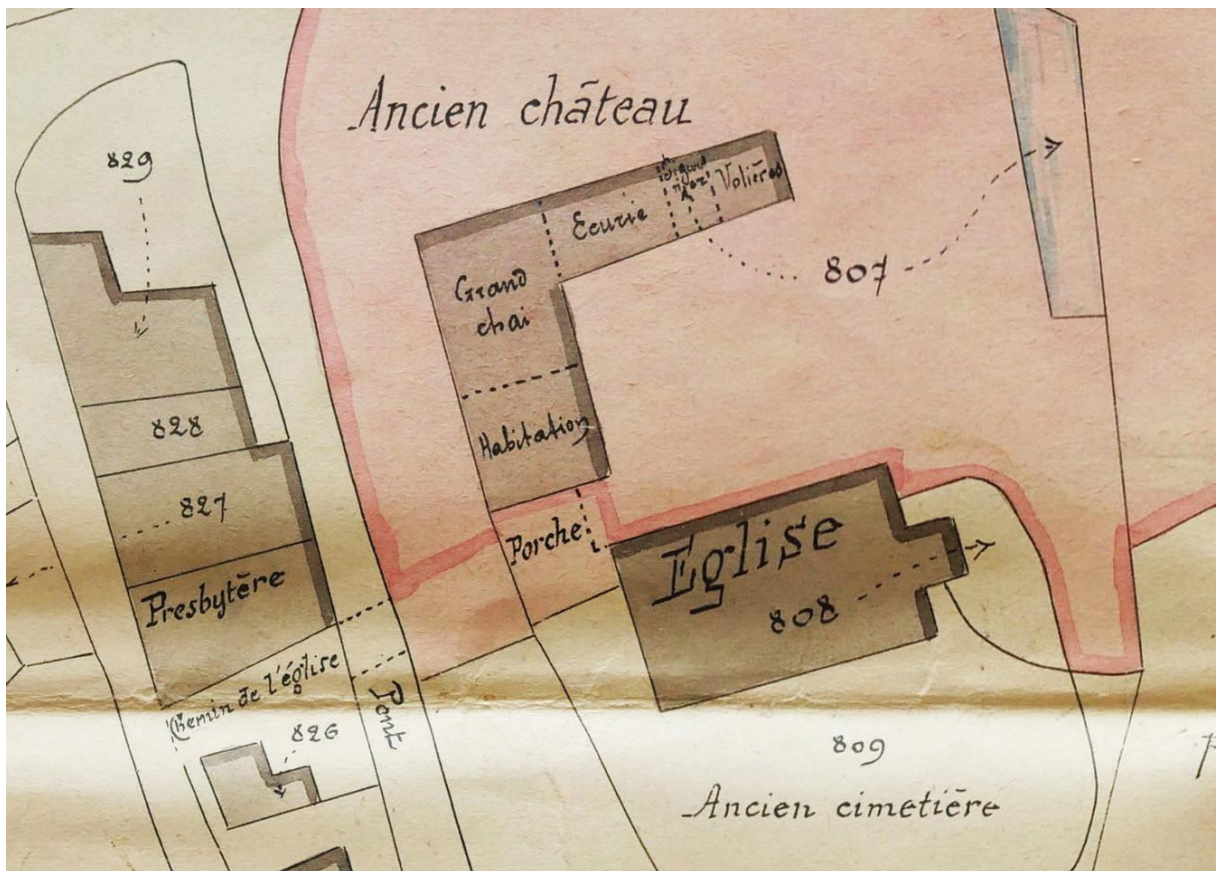 Ancien château
829
Ecurie
Volières
Grand
chai
807
828
Habitation
827
Porche
Eglise
808
Presbytère
Chemin de l'église
Pont
826
809
Ancien cimetière